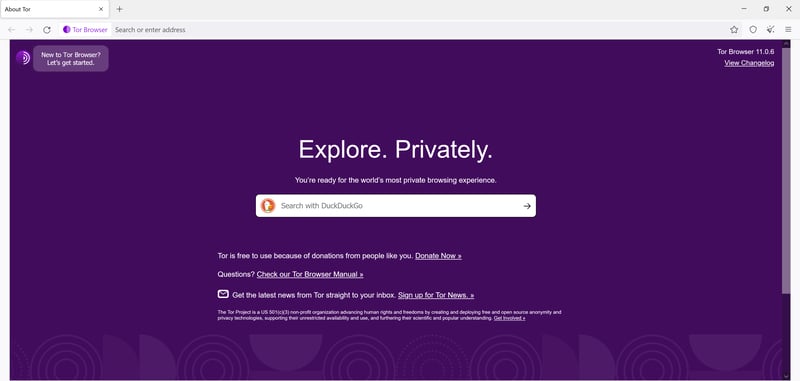 About Tor
Tor Browser
Search or enter address
New to Tor Browser?
Let's get started.
Tor Browser 11.0.6
View Changelog
Explore. Privately.
You're ready for the world's most private browsing experience.
Search with DuckDuckGo
Tor is free to use because of donations from people like you. Donate Now »
Questions? Check our Tor Browser Manual »
Get the latest news from Tor straight to your inbox. Sign up for Tor News. »
The Tor Project is a US 501(c)(3) non-profit organization advancing human rights and freedoms by creating and deploying free and open source anonymity and
privacy technologies, supporting their unrestricted availability and use, and furthering their scientific and popular understanding. Get Involved »